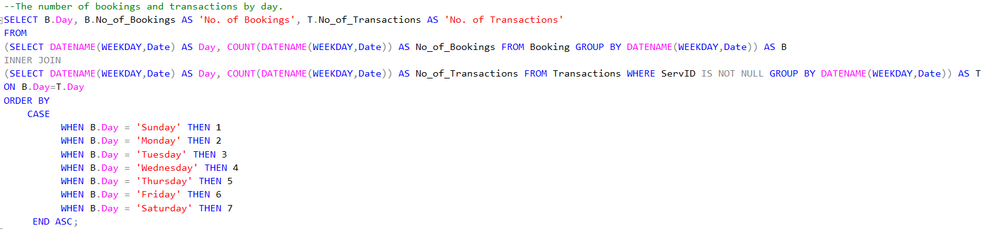 --The number of bookings and transactions by day.
SELECT B.Day, B.No_of_Bookings AS 'No. of Bookings', T.No_of_Transactions AS 'No. of Transactions'
FROM
(SELECT DATENAME(WEEKDAY,Date) AS Day, COUNT(DATENAME(WEEKDAY,Date)) AS No_of_Bookings FROM Booking GROUP BY DATENAME(WEEKDAY,Date)) AS B
INNER JOIN
(SELECT DATENAME(WEEKDAY,Date) AS Day, COUNT(DATENAME(WEEKDAY,Date)) AS No_of_Transactions FROM Transactions WHERE ServID IS NOT NULL GROUP BY DATENAME(WEEKDAY,Date)) AS T
ON B.Day=T.Day
ORDER BY
    CASE
          WHEN B.Day = 'Sunday' THEN 1
          WHEN B.Day = 'Monday' THEN 2
          WHEN B.Day = 'Tuesday' THEN 3
          WHEN B.Day = 'Wednesday' THEN 4
          WHEN B.Day = 'Thursday' THEN 5
          WHEN B.Day = 'Friday' THEN 6
          WHEN B.Day = 'Saturday' THEN 7
     END ASC;